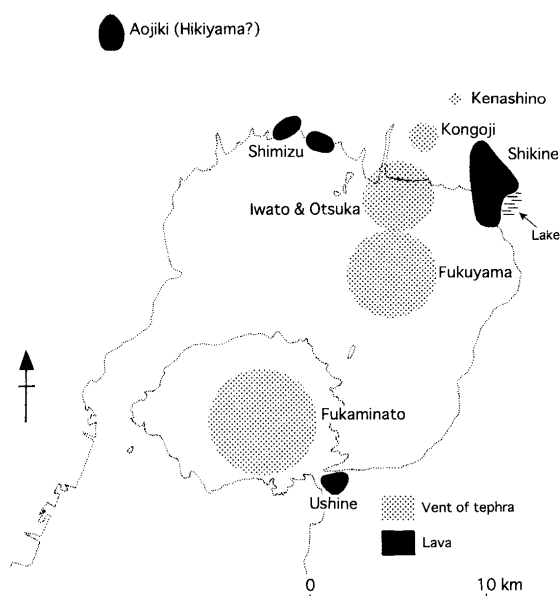 Aojiki (Hikiyama?)
Kenashino
Kongoji
Shimizu
Shikine
Iwato & Otsuka
Lake
Fukuyama
Fukaminato
Ushine
Vent of tephra
Lava
0 10 km